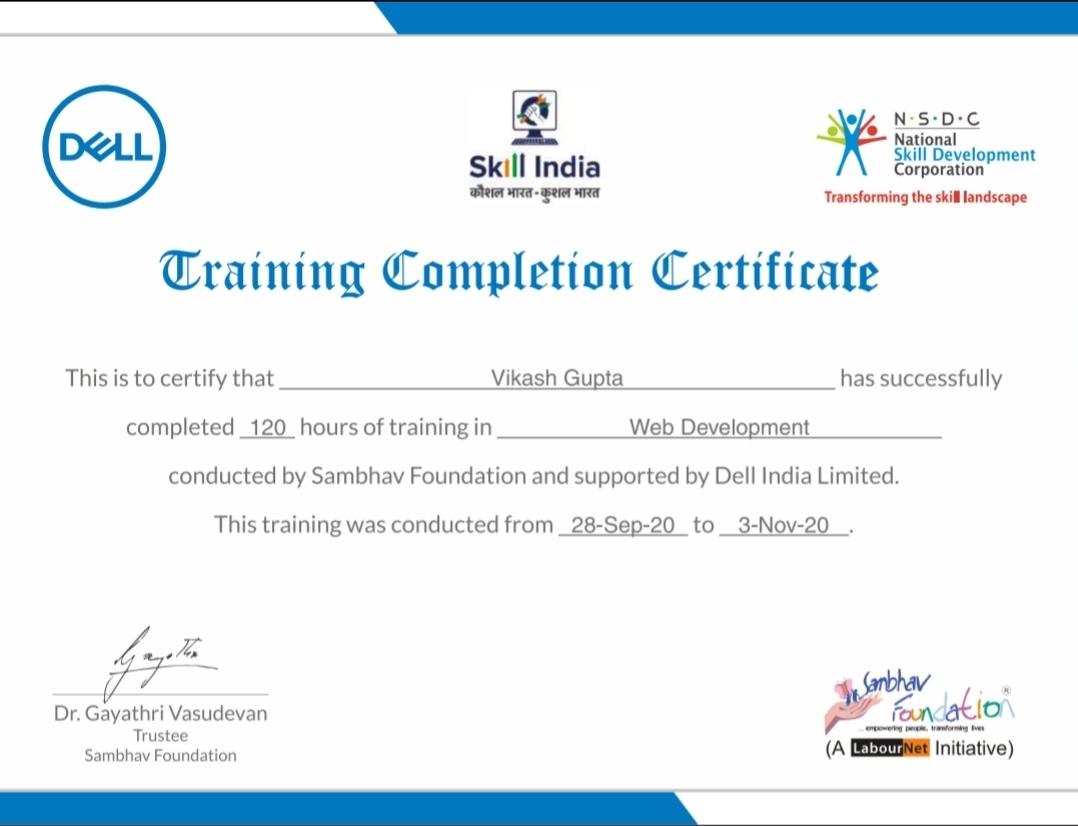 DELL
Skill India
कौशल भारत-कुशल भारत
N·S·D·C
National
Skill Development
Corporation
Transforming the skill landscape
Training Completion Certificate
This is to certify that Vikash Gupta has successfully
completed 120 hours of training in Web Development
conducted by Sambhav Foundation and supported by Dell India Limited.
This training was conducted from 28-Sep-20 to 3-Nov-20.
Dr. Gayathri Vasudevan
Trustee
Sambhav Foundation
Sambhav
Foundation®
...empowering people, transforming lives
(A LabourNet Initiative)